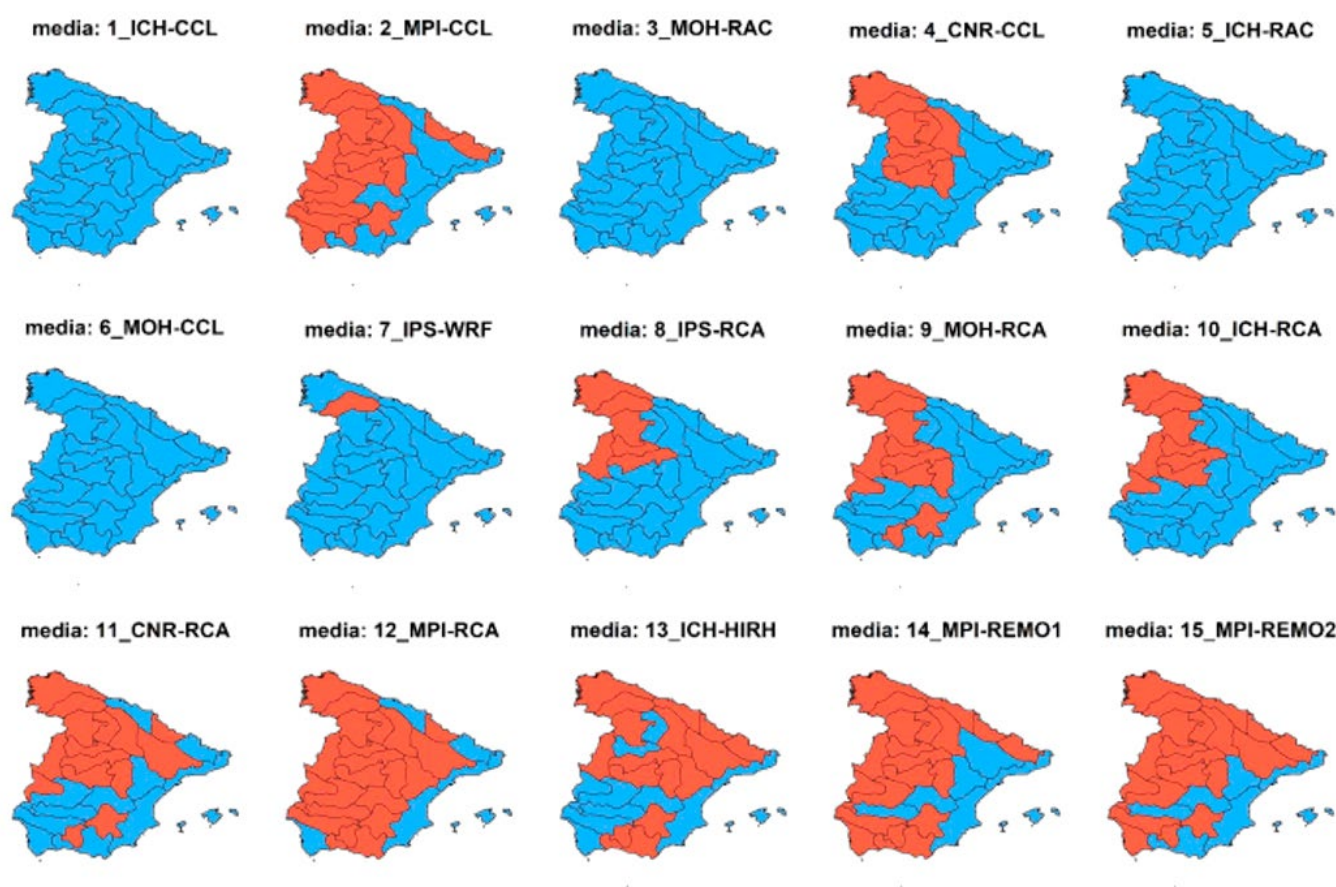 media: 1_ICH-CCL
media: 2_MPI-CCL
media: 3_MOH-RAC
media: 4_CNR-CCL
media: 5_ICH-RAC
media: 6_MOH-CCL
media: 7_IPS-WRF
media: 8_IPS-RCA
media: 9_MOH-RCA
media: 10_ICH-RCA
media: 11_CNR-RCA
media: 12_MPI-RCA
media: 13_ICH-HIRH
media: 14_MPI-REMO1
media: 15_MPI-REMO2